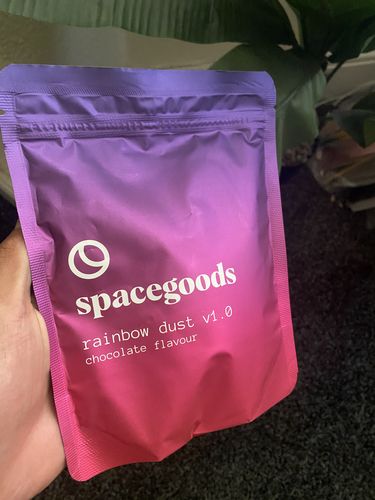 spacegoods
rainbow dust v1.0
chocolate flavour